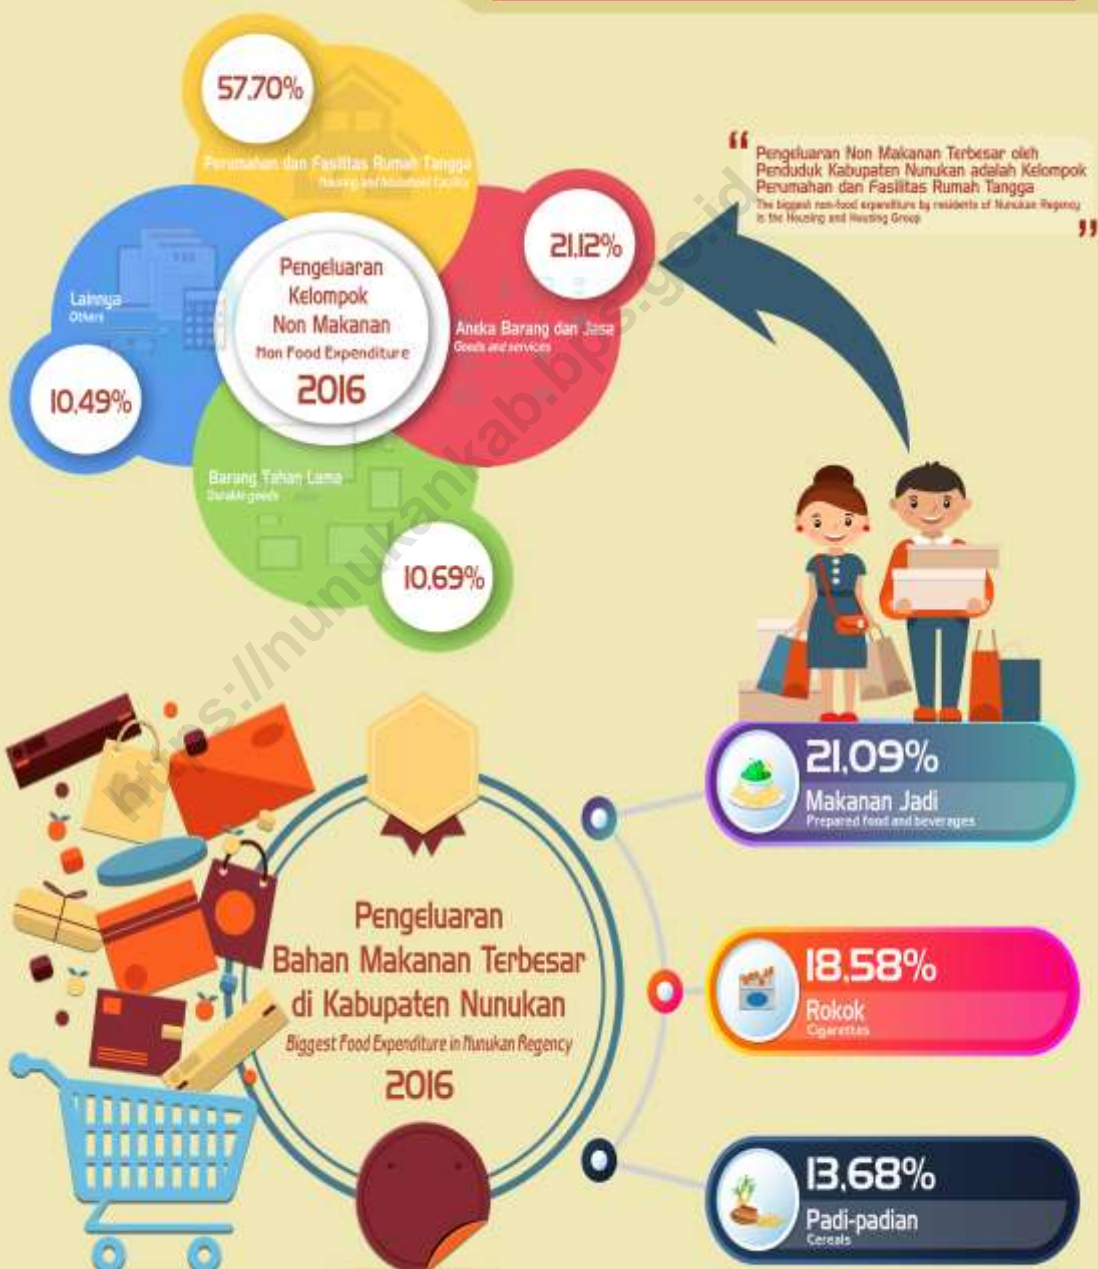 57,70%
Perumahan dan Fasilitas Rumah Tangga
Housing and household facility
“
Pengeluaran Non Makanan Terbesar oleh
Penduduk Kabupaten Nunukan adalah Kelompok
Perumahan dan Fasilitas Rumah Tangga
The biggest non-food expenditure by residents of Nunukan Regency
is the Housing and Housing Group
”
21,12%
Aneka Barang dan Jasa
Goods and services
Pengeluaran
Kelompok
Non Makanan
Non Food Expenditure
2016
Lainnya
Others
10,49%
Barang Tahan Lama
Durable goods
10,69%
https://nunukankab.bps.go.id
Pengeluaran
Bahan Makanan Terbesar
di Kabupaten Nunukan
Biggest Food Expenditure in Nunukan Regency
2016
21,09%
Makanan Jadi
Prepared food and beverages
18,58%
Rokok
Cigarettes
13,68%
Padi-padian
Cereals